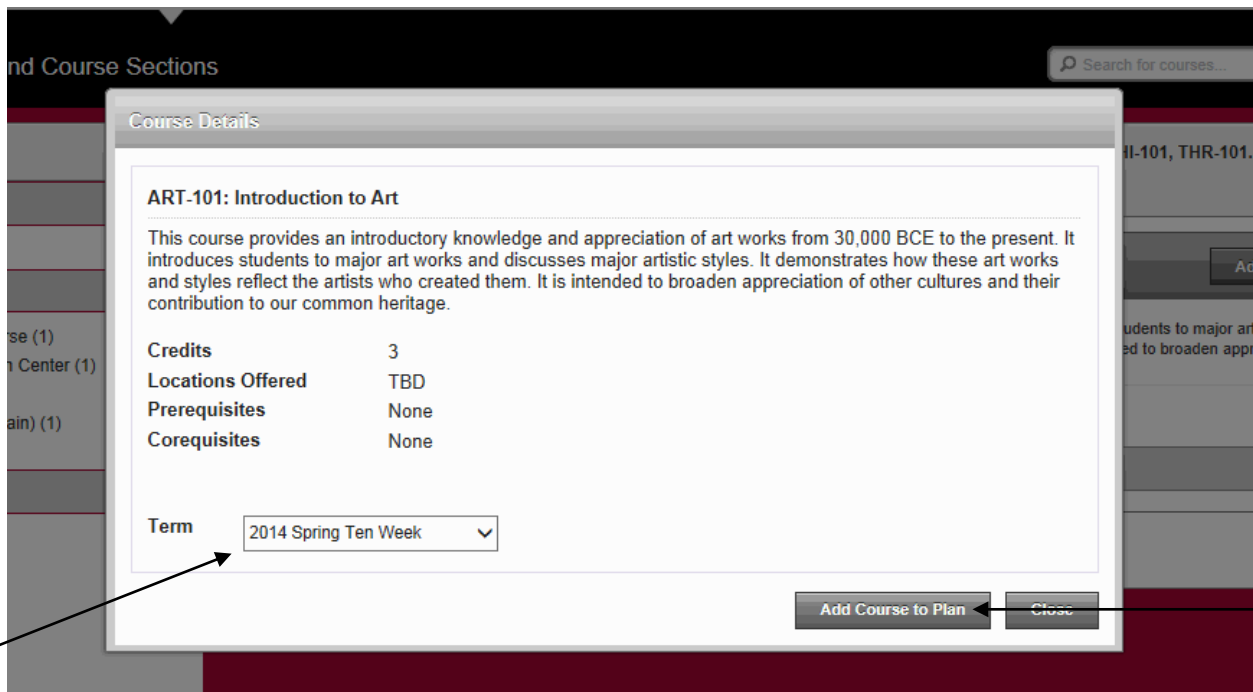 nd Course Sections
Search for courses...
Course Details
HI-101, THR-101.
ART-101: Introduction to Art
This course provides an introductory knowledge and appreciation of art works from 30,000 BCE to the present. It
introduces students to major art works and discusses major artistic styles. It demonstrates how these art works
and styles reflect the artists who created them. It is intended to broaden appreciation of other cultures and their
contribution to our common heritage.
Ad
rse (1)
n Center (1)
ain) (1)
udents to major art
ed to broaden appr
Credits 3
Locations Offered TBD
Prerequisites None
Corequisites None
Term 2014 Spring Ten Week
Add Course to Plan Close